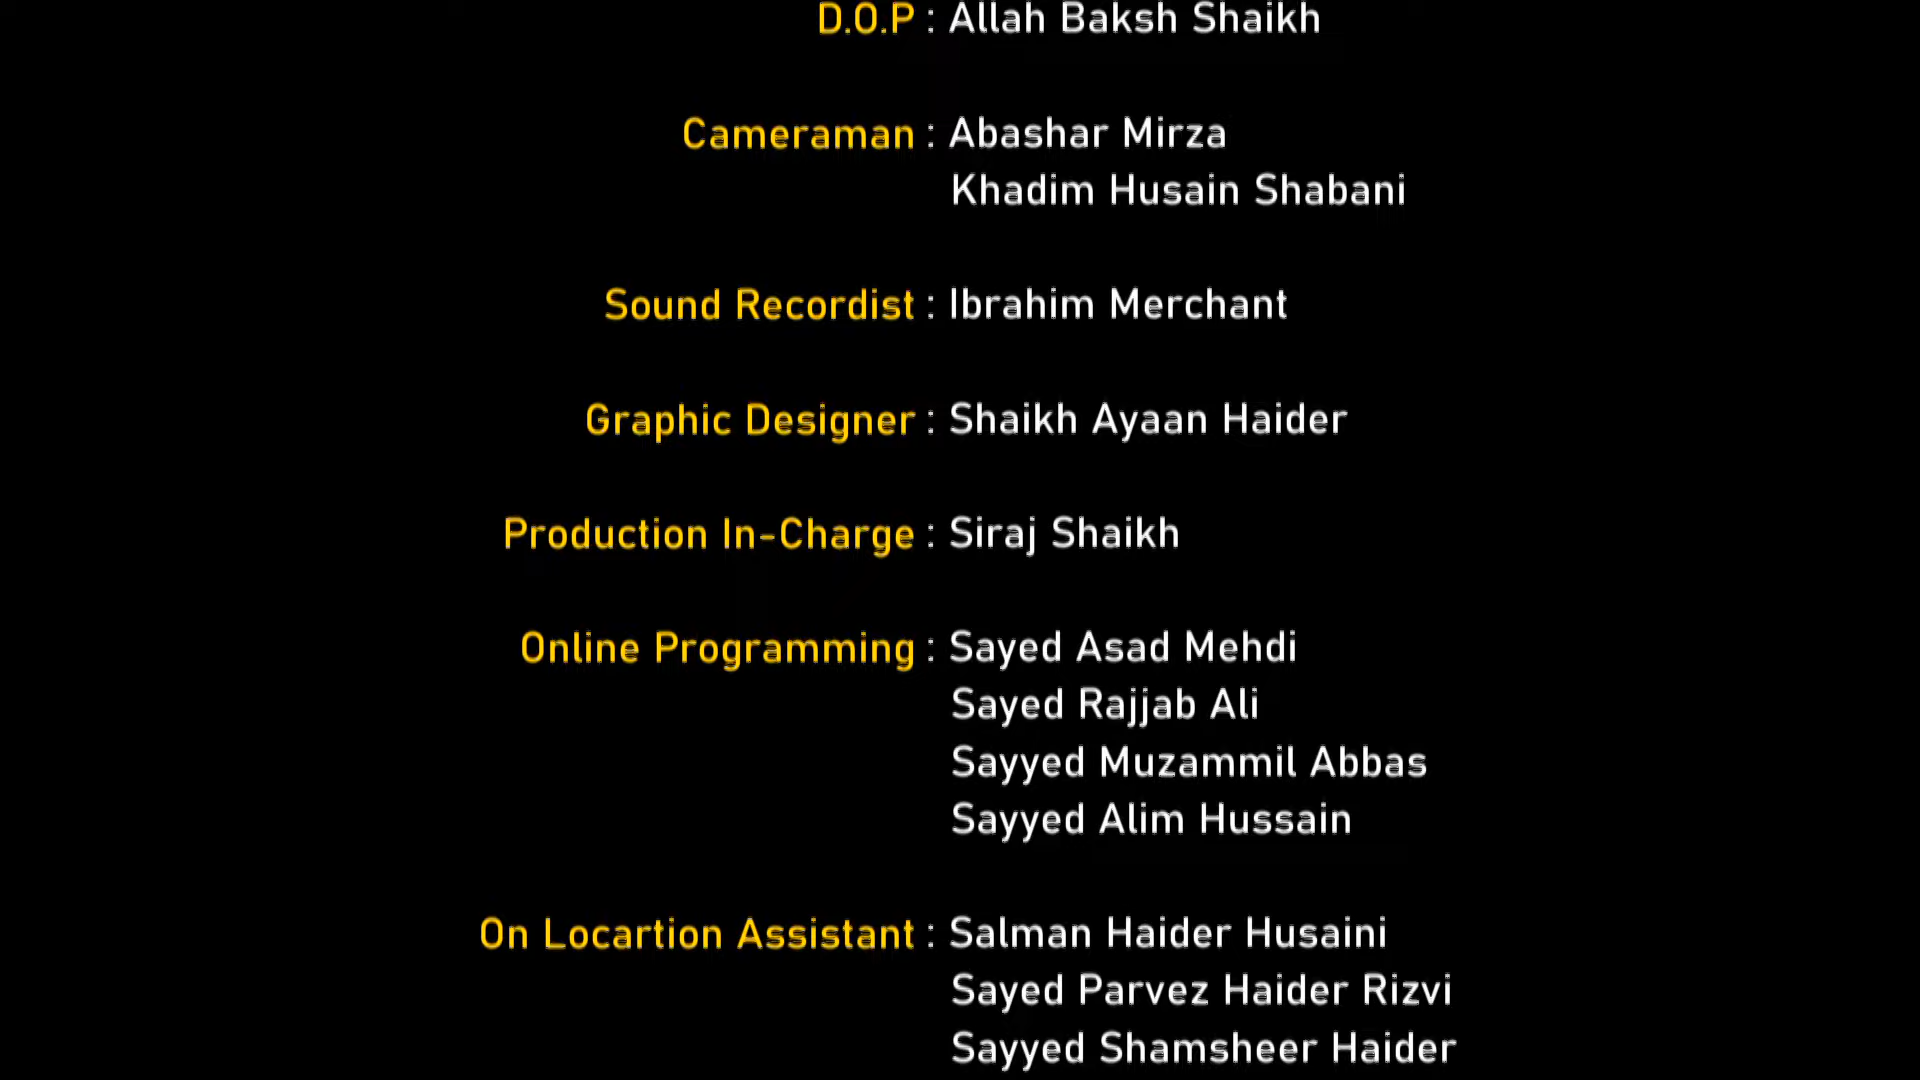 D.O.P : Allah Baksh Shaikh
Cameraman : Abashar Mirza
Khadim Husain Shabani
Sound Recordist : Ibrahim Merchant
Graphic Designer : Shaikh Ayaan Haider
Production In-Charge : Siraj Shaikh
Online Programming : Sayed Asad Mehdi
Sayed Rajjab Ali
Sayyed Muzammil Abbas
Sayyed Alim Hussain
On Locartion Assistant : Salman Haider Husaini
Sayed Parvez Haider Rizvi
Sayyed Shamsheer Haider